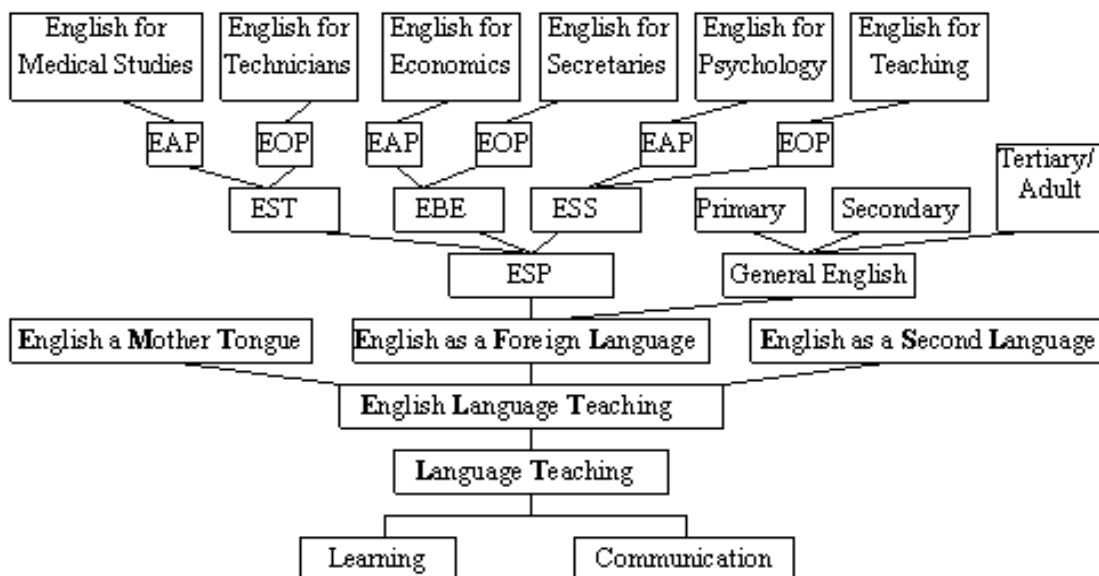 English for
Medical Studies
English for
Technicians
English for
Economics
English for
Secretaries
English for
Psychology
English for
Teaching
EAP
EOP
EAP
EOP
EAP
EOP
Tertiary/
Adult
EST
EBE
ESS
Primary
Secondary
ESP
General English
English a Mother Tongue
English as a Foreign Language
English as a Second Language
English Language Teaching
Language Teaching
Learning
Communication